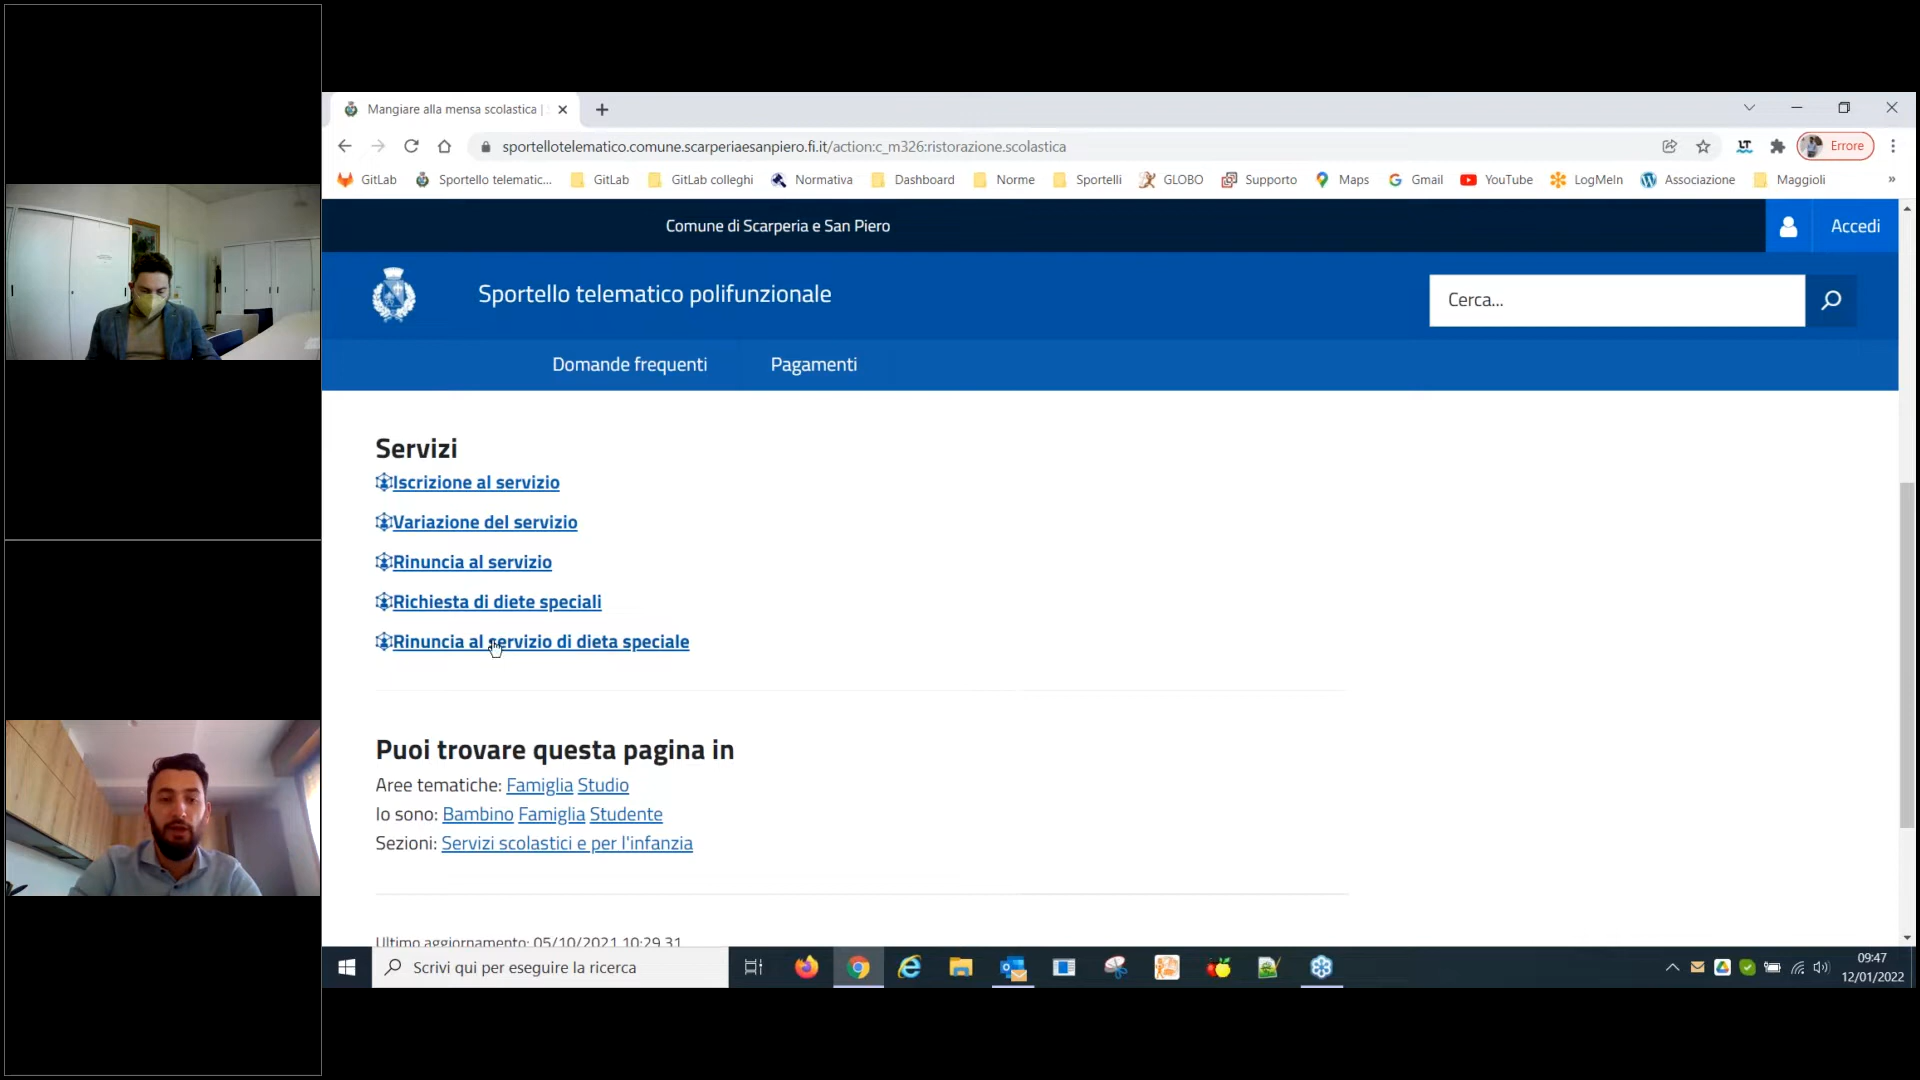 Mangiare alla mensa scolastica |
sportellotelematico.comune.scarperiaesanpiero.fi.it/action:c_m326:ristorazione.scolastica
Errore
GitLab Sportello telematic... GitLab GitLab colleghi Normativa Dashboard Norme Sportelli GLOBO Supporto Maps Gmail YouTube LogMeIn Associazione Maggioli »
Comune di Scarperia e San Piero
Accedi
Sportello telematico polifunzionale
Cerca...
Domande frequenti Pagamenti
Servizi
Iscrizione al servizio
Variazione del servizio
Rinuncia al servizio
Richiesta di diete speciali
Rinuncia al servizio di dieta speciale
Puoi trovare questa pagina in
Aree tematiche: Famiglia Studio
Io sono: Bambino Famiglia Studente
Sezioni: Servizi scolastici e per l'infanzia
Ultimo aggiornamento: 05/10/2021 10:29.31
Scrivi qui per eseguire la ricerca
09:47
12/01/2022